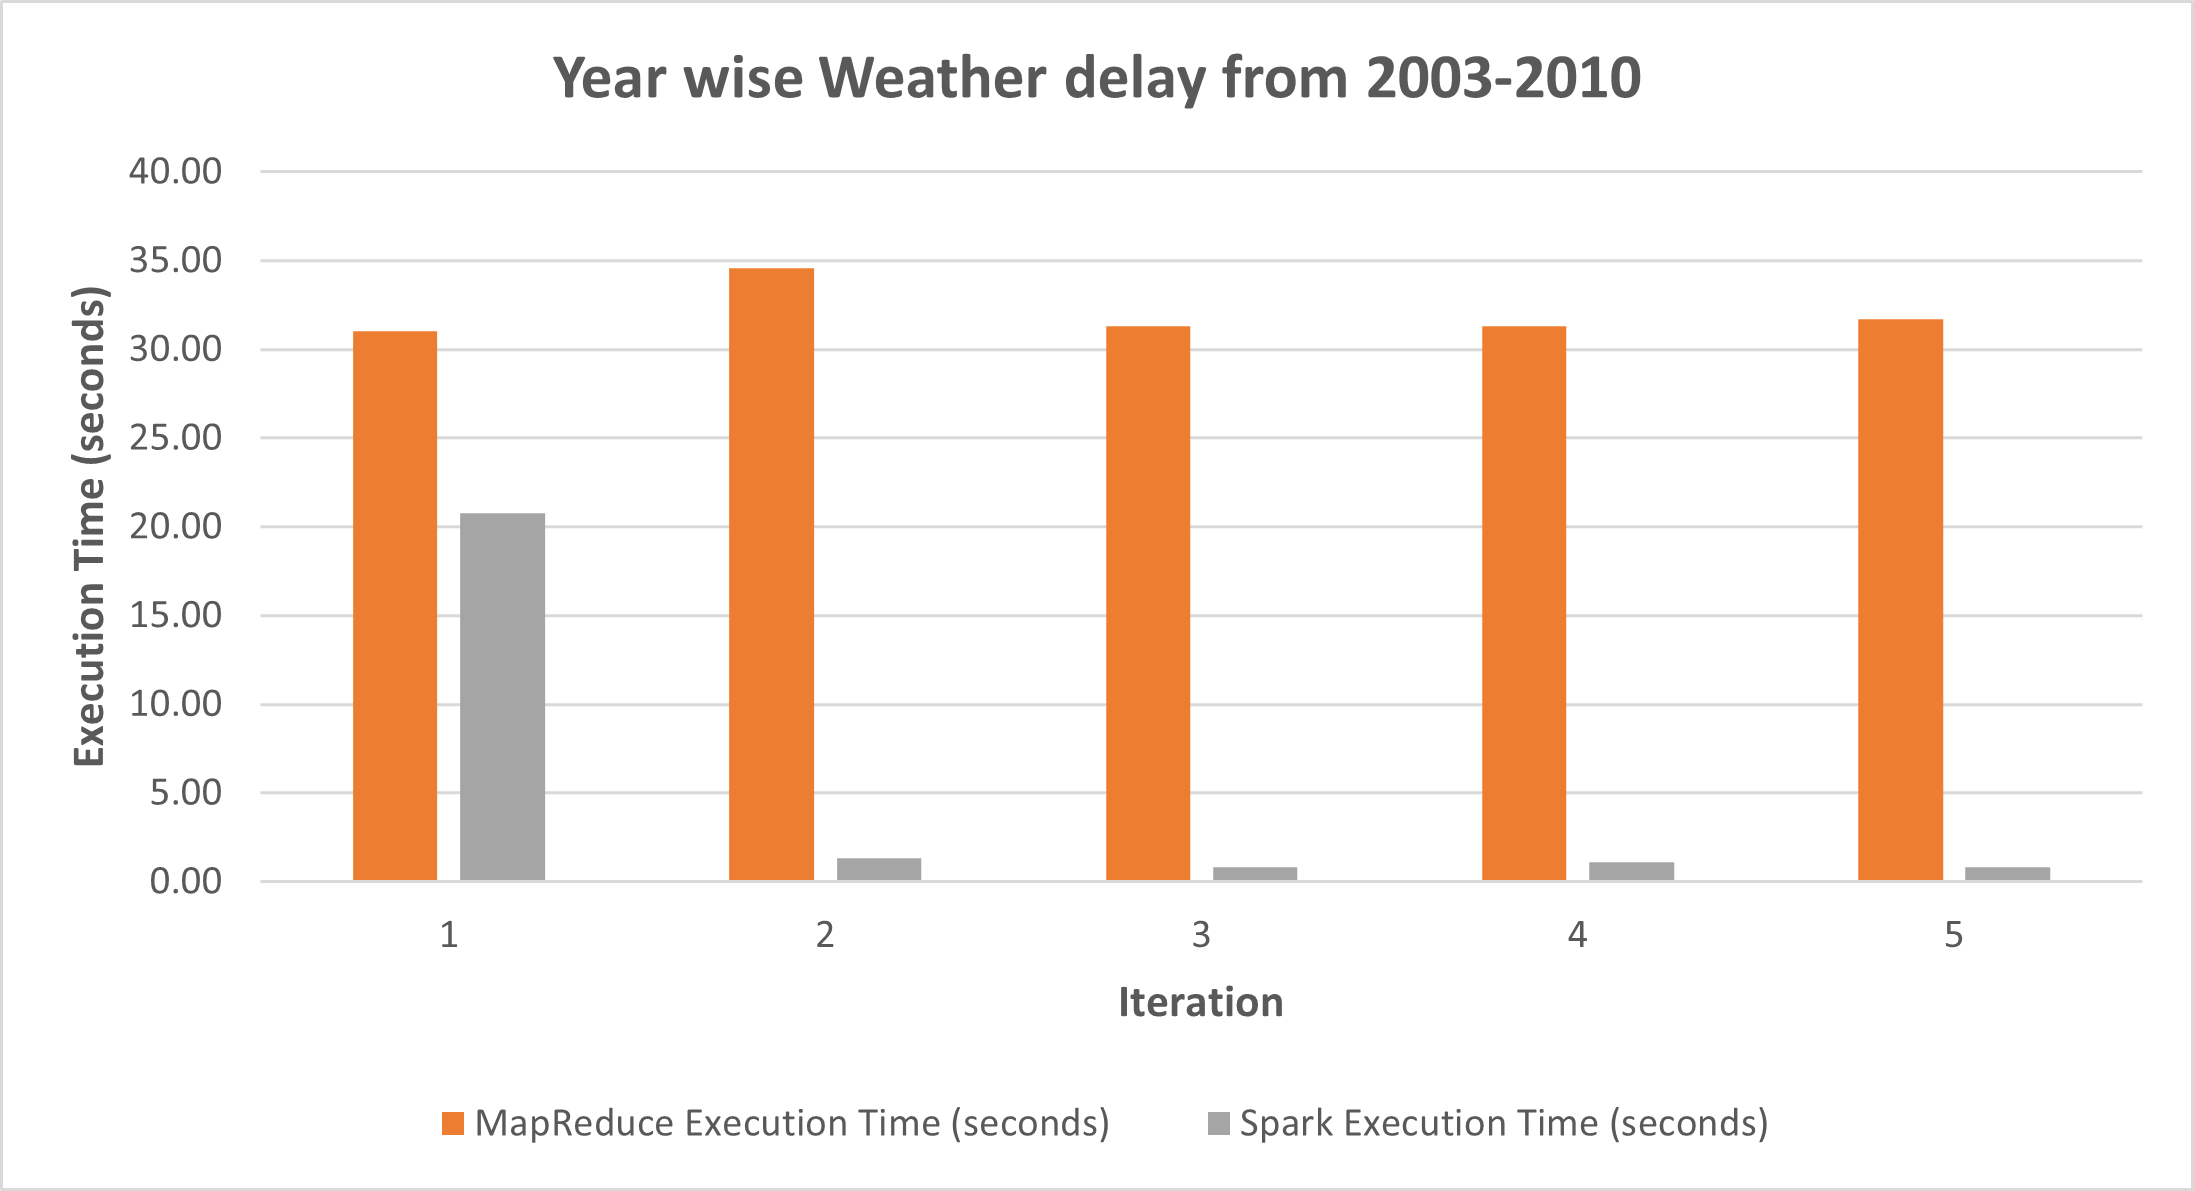 Year wise Weather delay from 2003-2010
40.00
35.00
30.00
25.00
20.00
15.00
10.00
5.00
0.00
Execution Time (seconds)
1 2 3 4 5
Iteration
MapReduce Execution Time (seconds) Spark Execution Time (seconds)